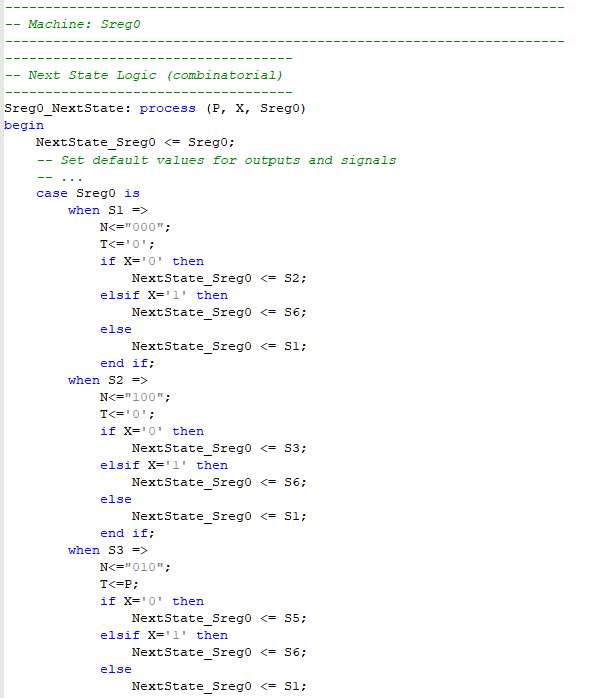 ----------------------------------------------------------------------
-- Machine: Sreg0
----------------------------------------------------------------------
------------------------------------
-- Next State Logic (combinatorial)
------------------------------------
Sreg0_NextState: process (P, X, Sreg0)
begin
    NextState_Sreg0 <= Sreg0;
    -- Set default values for outputs and signals
    -- ...
    case Sreg0 is
        when S1 =>
            N<="000";
            T<='0';
            if X='0' then
                NextState_Sreg0 <= S2;
            elsif X='1' then
                NextState_Sreg0 <= S6;
            else
                NextState_Sreg0 <= S1;
            end if;
        when S2 =>
            N<="100";
            T<='0';
            if X='0' then
                NextState_Sreg0 <= S3;
            elsif X='1' then
                NextState_Sreg0 <= S6;
            else
                NextState_Sreg0 <= S1;
            end if;
        when S3 =>
            N<="010";
            T<=P;
            if X='0' then
                NextState_Sreg0 <= S5;
            elsif X='1' then
                NextState_Sreg0 <= S6;
            else
                NextState_Sreg0 <= S1;